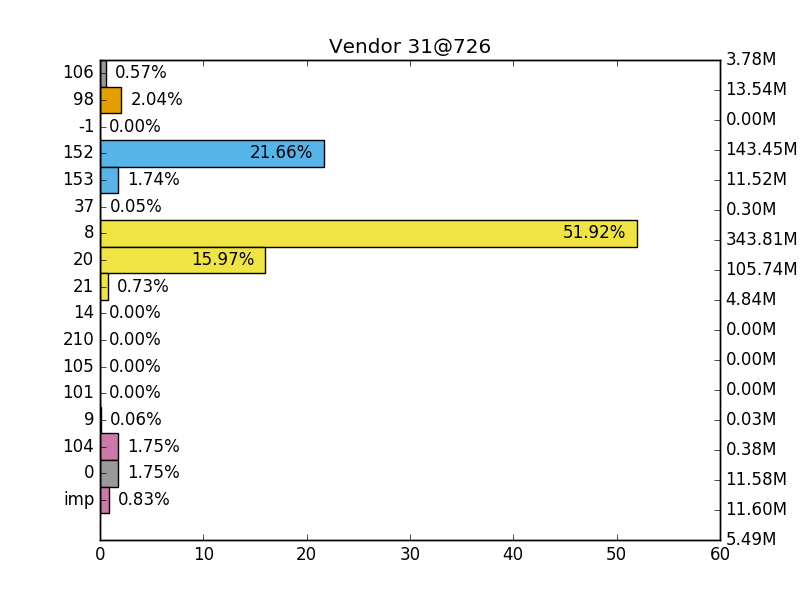 Vendor 31@726
106 0.57% 3.78M
98 2.04% 13.54M
-1 0.00% 0.00M
152 21.66% 143.45M
153 1.74% 11.52M
37 0.05% 0.30M
8 51.92% 343.81M
20 15.97% 105.74M
21 0.73% 4.84M
14 0.00% 0.00M
210 0.00% 0.00M
105 0.00% 0.00M
101 0.00% 0.03M
9 0.06% 0.38M
104 1.75% 11.58M
0 1.75% 11.60M
imp 0.83% 5.49M
0 10 20 30 40 50 60